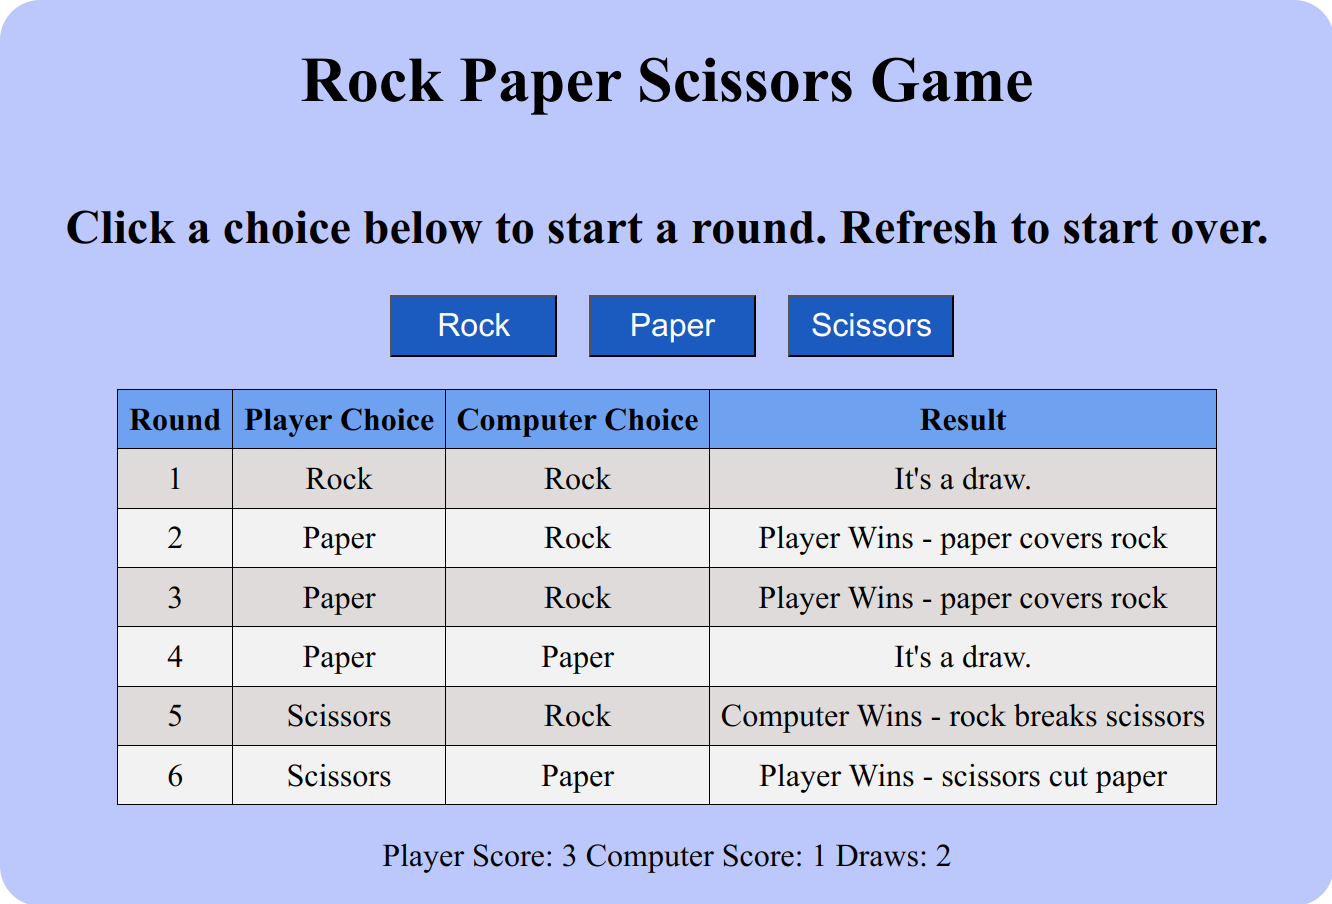 Rock Paper Scissors Game
Click a choice below to start a round. Refresh to start over.
Rock Paper Scissors
Round Player Choice Computer Choice Result
1 Rock Rock It's a draw.
2 Paper Rock Player Wins - paper covers rock
3 Paper Rock Player Wins - paper covers rock
4 Paper Paper It's a draw.
5 Scissors Rock Computer Wins - rock breaks scissors
6 Scissors Paper Player Wins - scissors cut paper
Player Score: 3 Computer Score: 1 Draws: 2